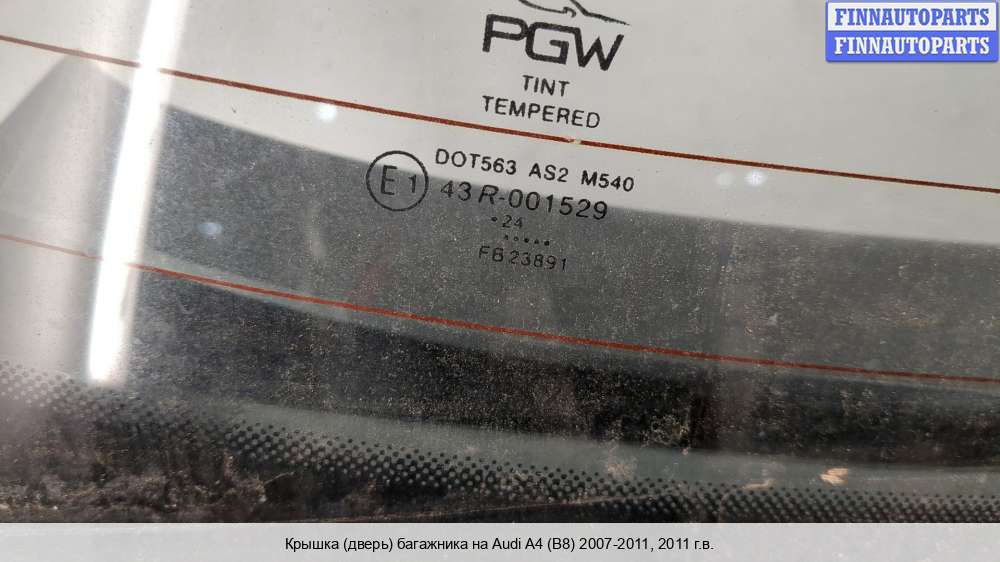 FINNAUTOPARTS
FINNAUTOPARTS
PGW
TINT
TEMPERED
DOT563 AS2 M540
E1 43R-001529
•24
•••••
FB23891
Крышка (дверь) багажника на Audi A4 (B8) 2007-2011, 2011 г.в.